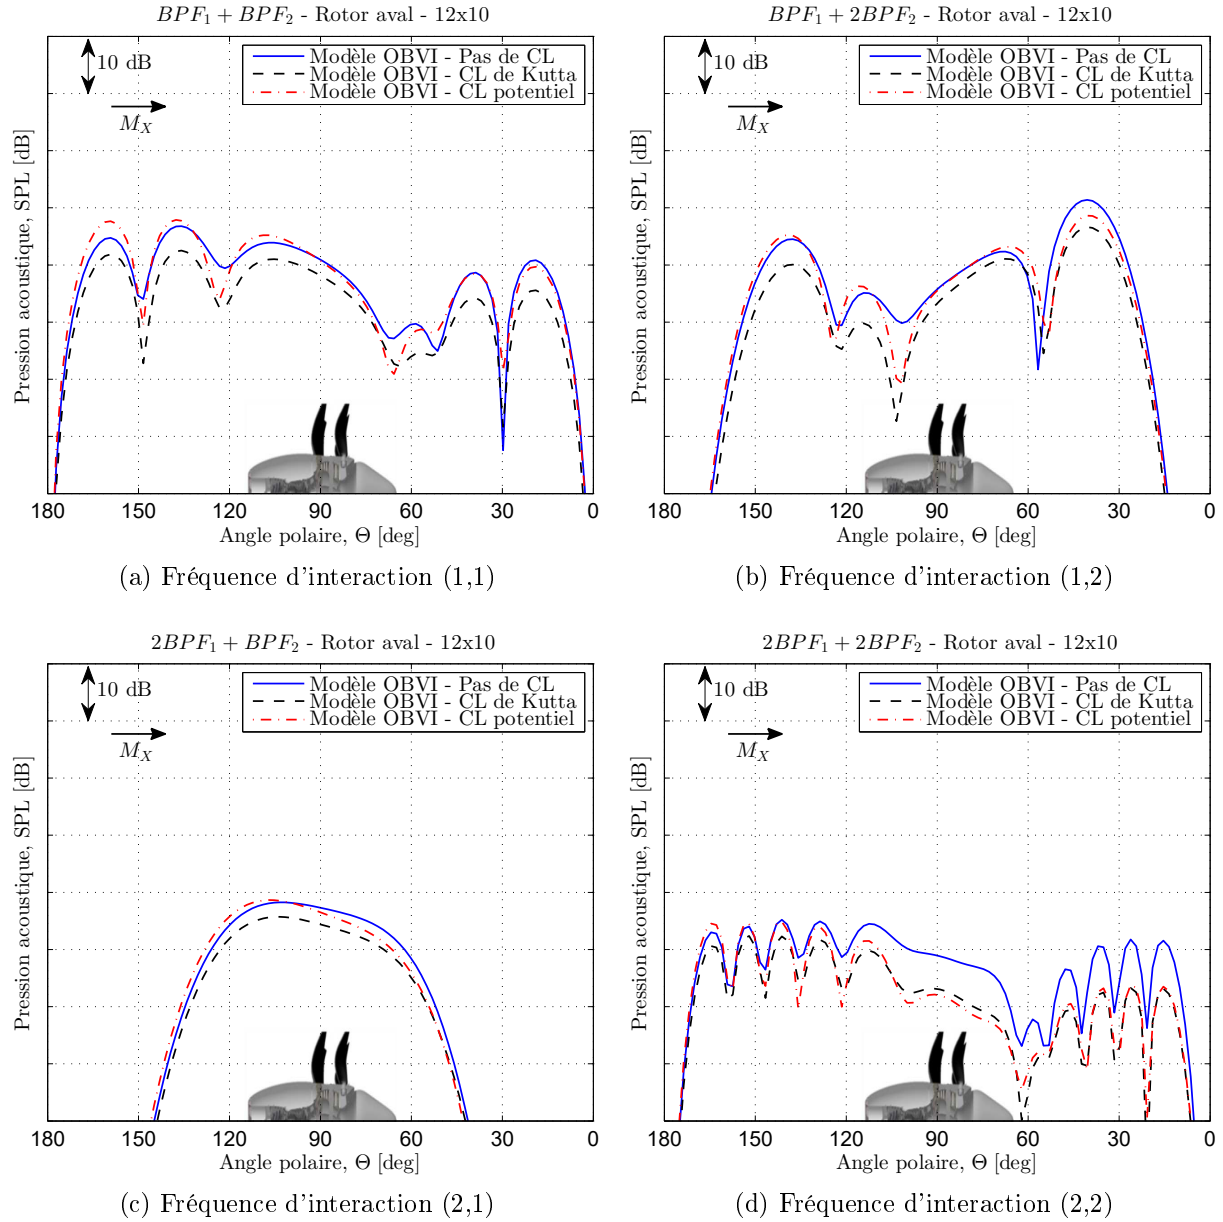 BPF₁ + BPF₂ - Rotor aval - 12x10
10 dB
M_X
Modèle OBVI - Pas de CL
Modèle OBVI - CL de Kutta
Modèle OBVI - CL potentiel
Pression acoustique, SPL [dB]
180 150 120 90 60 30 0
Angle polaire, Θ [deg]
(a) Fréquence d'interaction (1,1)
BPF₁ + 2BPF₂ - Rotor aval - 12x10
10 dB
M_X
Modèle OBVI - Pas de CL
Modèle OBVI - CL de Kutta
Modèle OBVI - CL potentiel
Pression acoustique, SPL [dB]
180 150 120 90 60 30 0
Angle polaire, Θ [deg]
(b) Fréquence d'interaction (1,2)
2BPF₁ + BPF₂ - Rotor aval - 12x10
10 dB
M_X
Modèle OBVI - Pas de CL
Modèle OBVI - CL de Kutta
Modèle OBVI - CL potentiel
Pression acoustique, SPL [dB]
180 150 120 90 60 30 0
Angle polaire, Θ [deg]
(c) Fréquence d'interaction (2,1)
2BPF₁ + 2BPF₂ - Rotor aval - 12x10
10 dB
M_X
Modèle OBVI - Pas de CL
Modèle OBVI - CL de Kutta
Modèle OBVI - CL potentiel
Pression acoustique, SPL [dB]
180 150 120 90 60 30 0
Angle polaire, Θ [deg]
(d) Fréquence d'interaction (2,2)